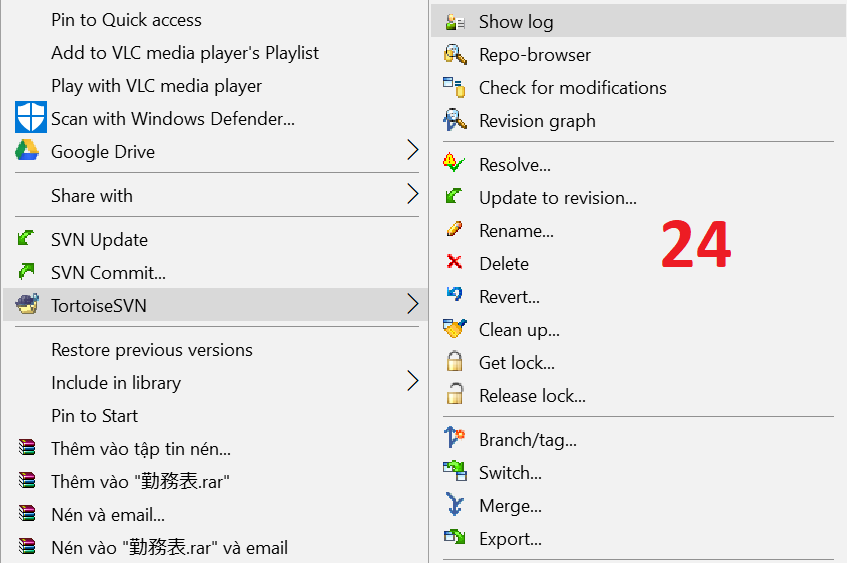 Pin to Quick access
Add to VLC media player's Playlist
Play with VLC media player
Scan with Windows Defender...
Google Drive
Share with
SVN Update
SVN Commit...
TortoiseSVN
Restore previous versions
Include in library
Pin to Start
Thêm vào tập tin nén...
Thêm vào "勤務表.rar"
Nén và email...
Nén vào "勤務表.rar" và email
Show log
Repo-browser
Check for modifications
Revision graph
Resolve...
Update to revision...
Rename...
Delete
Revert...
Clean up...
Get lock...
Release lock...
Branch/tag...
Switch...
Merge...
Export...
24